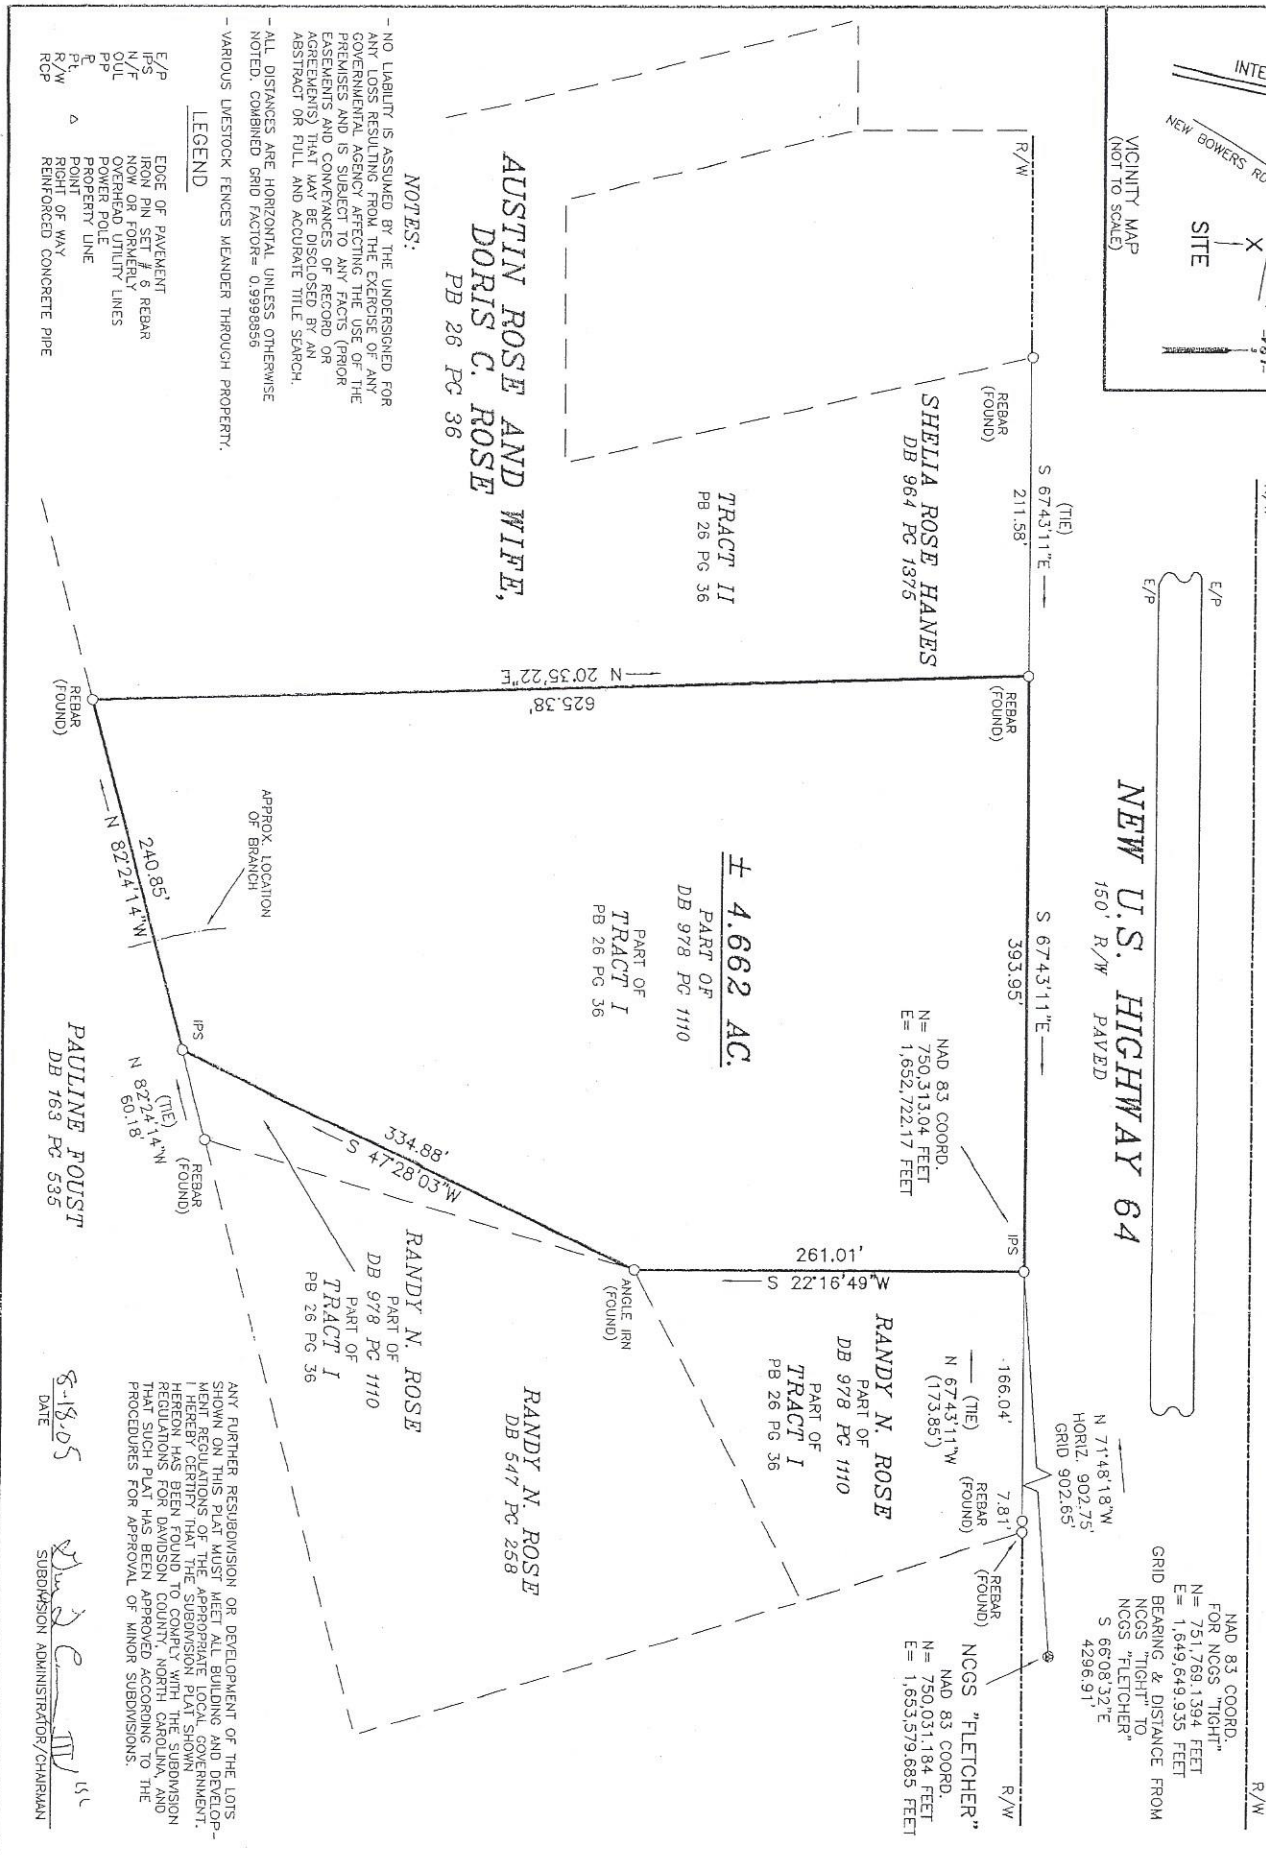 INTE
NEW BOWERS RO
SITE
X
VICINITY MAP
(NOT TO SCALE)
R/W
R/W
NAD 83 COORD.
FOR NCGS "TIGHT"
N= 751,769.1394 FEET
E= 1,649,649.935 FEET
GRID BEARING & DISTANCE FROM
NCGS "TIGHT" TO
NCGS "FLETCHER"
S 66°08'32"E
4296.91'
E/P
E/P
NEW U.S. HIGHWAY 64
150' R/W PAVED
N 71°48'18"W
HORIZ. 902.75'
GRID 902.65'
(TIE)
S 67°43'11"E
211.58'
S 67°43'11"E
393.95'
REBAR
(FOUND)
REBAR
(FOUND)
IPS
166.04'
(TIE)
N 67°43'11"W
(173.85')
7.81'
REBAR
(FOUND)
REBAR
(FOUND)
R/W
NCGS "FLETCHER"
NAD 83 COORD.
N= 750,031.184 FEET
E= 1,653,579.685 FEET
NAD 83 COORD.
N= 750,313.04 FEET
E= 1,652,722.17 FEET
SHELIA ROSE HANES
DB 964 PG 1375
TRACT II
PB 26 PG 36
N 20°35'22"E
625.38'
± 4.662 AC.
PART OF
DB 978 PG 1110
PART OF
TRACT I
PB 26 PG 36
261.01'
S 22°16'49"W
RANDY N. ROSE
PART OF
DB 978 PG 1110
PART OF
TRACT I
PB 26 PG 36
ANGLE IRN
(FOUND)
RANDY N. ROSE
DB 547 PG 258
334.88'
S 47°28'03"W
RANDY N. ROSE
PART OF
DB 978 PG 1110
PART OF
TRACT I
PB 26 PG 36
AUSTIN ROSE AND WIFE,
DORIS C. ROSE
PB 26 PG 36
APPROX. LOCATION
OF BRANCH
240.85'
N 82°24'14"W
IPS
(TIE)
N 82°24'14"W
60.18'
REBAR
(FOUND)
REBAR
(FOUND)
PAULINE FOUST
DB 163 PG 535
NOTES:
- NO LIABILITY IS ASSUMED BY THE UNDERSIGNED FOR
ANY LOSS RESULTING FROM THE EXERCISE OF ANY
GOVERNMENTAL AGENCY AFFECTING THE USE OF THE
PREMISES AND IS SUBJECT TO ANY FACTS (PRIOR
EASEMENTS AND CONVEYANCES OF RECORD OR
AGREEMENTS) THAT MAY BE DISCLOSED BY AN
ABSTRACT OR FULL AND ACCURATE TITLE SEARCH.
- ALL DISTANCES ARE HORIZONTAL UNLESS OTHERWISE
NOTED. COMBINED GRID FACTOR= 0.9998856
- VARIOUS LIVESTOCK FENCES MEANDER THROUGH PROPERTY.
LEGEND
E/P EDGE OF PAVEMENT
IPS IRON PIN SET # 6 REBAR
N/F NOW OR FORMERLY
OUL OVERHEAD UTILITY LINES
PP POWER POLE
PL PROPERTY LINE
Pt. △ POINT
R/W RIGHT OF WAY
RCP REINFORCED CONCRETE PIPE
ANY FURTHER RESUBDIVISION OR DEVELOPMENT OF THE LOTS
SHOWN ON THIS PLAT MUST MEET ALL BUILDING AND DEVELOP-
MENT REGULATIONS OF THE APPROPRIATE LOCAL GOVERNMENT.
I HEREBY CERTIFY THAT THE SUBDIVISION PLAT SHOWN
HEREON HAS BEEN FOUND TO COMPLY WITH THE SUBDIVISION
REGULATIONS FOR DAVIDSON COUNTY, NORTH CAROLINA, AND
THAT SUCH PLAT HAS BEEN APPROVED ACCORDING TO THE
PROCEDURES FOR APPROVAL OF MINOR SUBDIVISIONS.
8-18-05
DATE
SUBDIVISION ADMINISTRATOR/CHAIRMAN